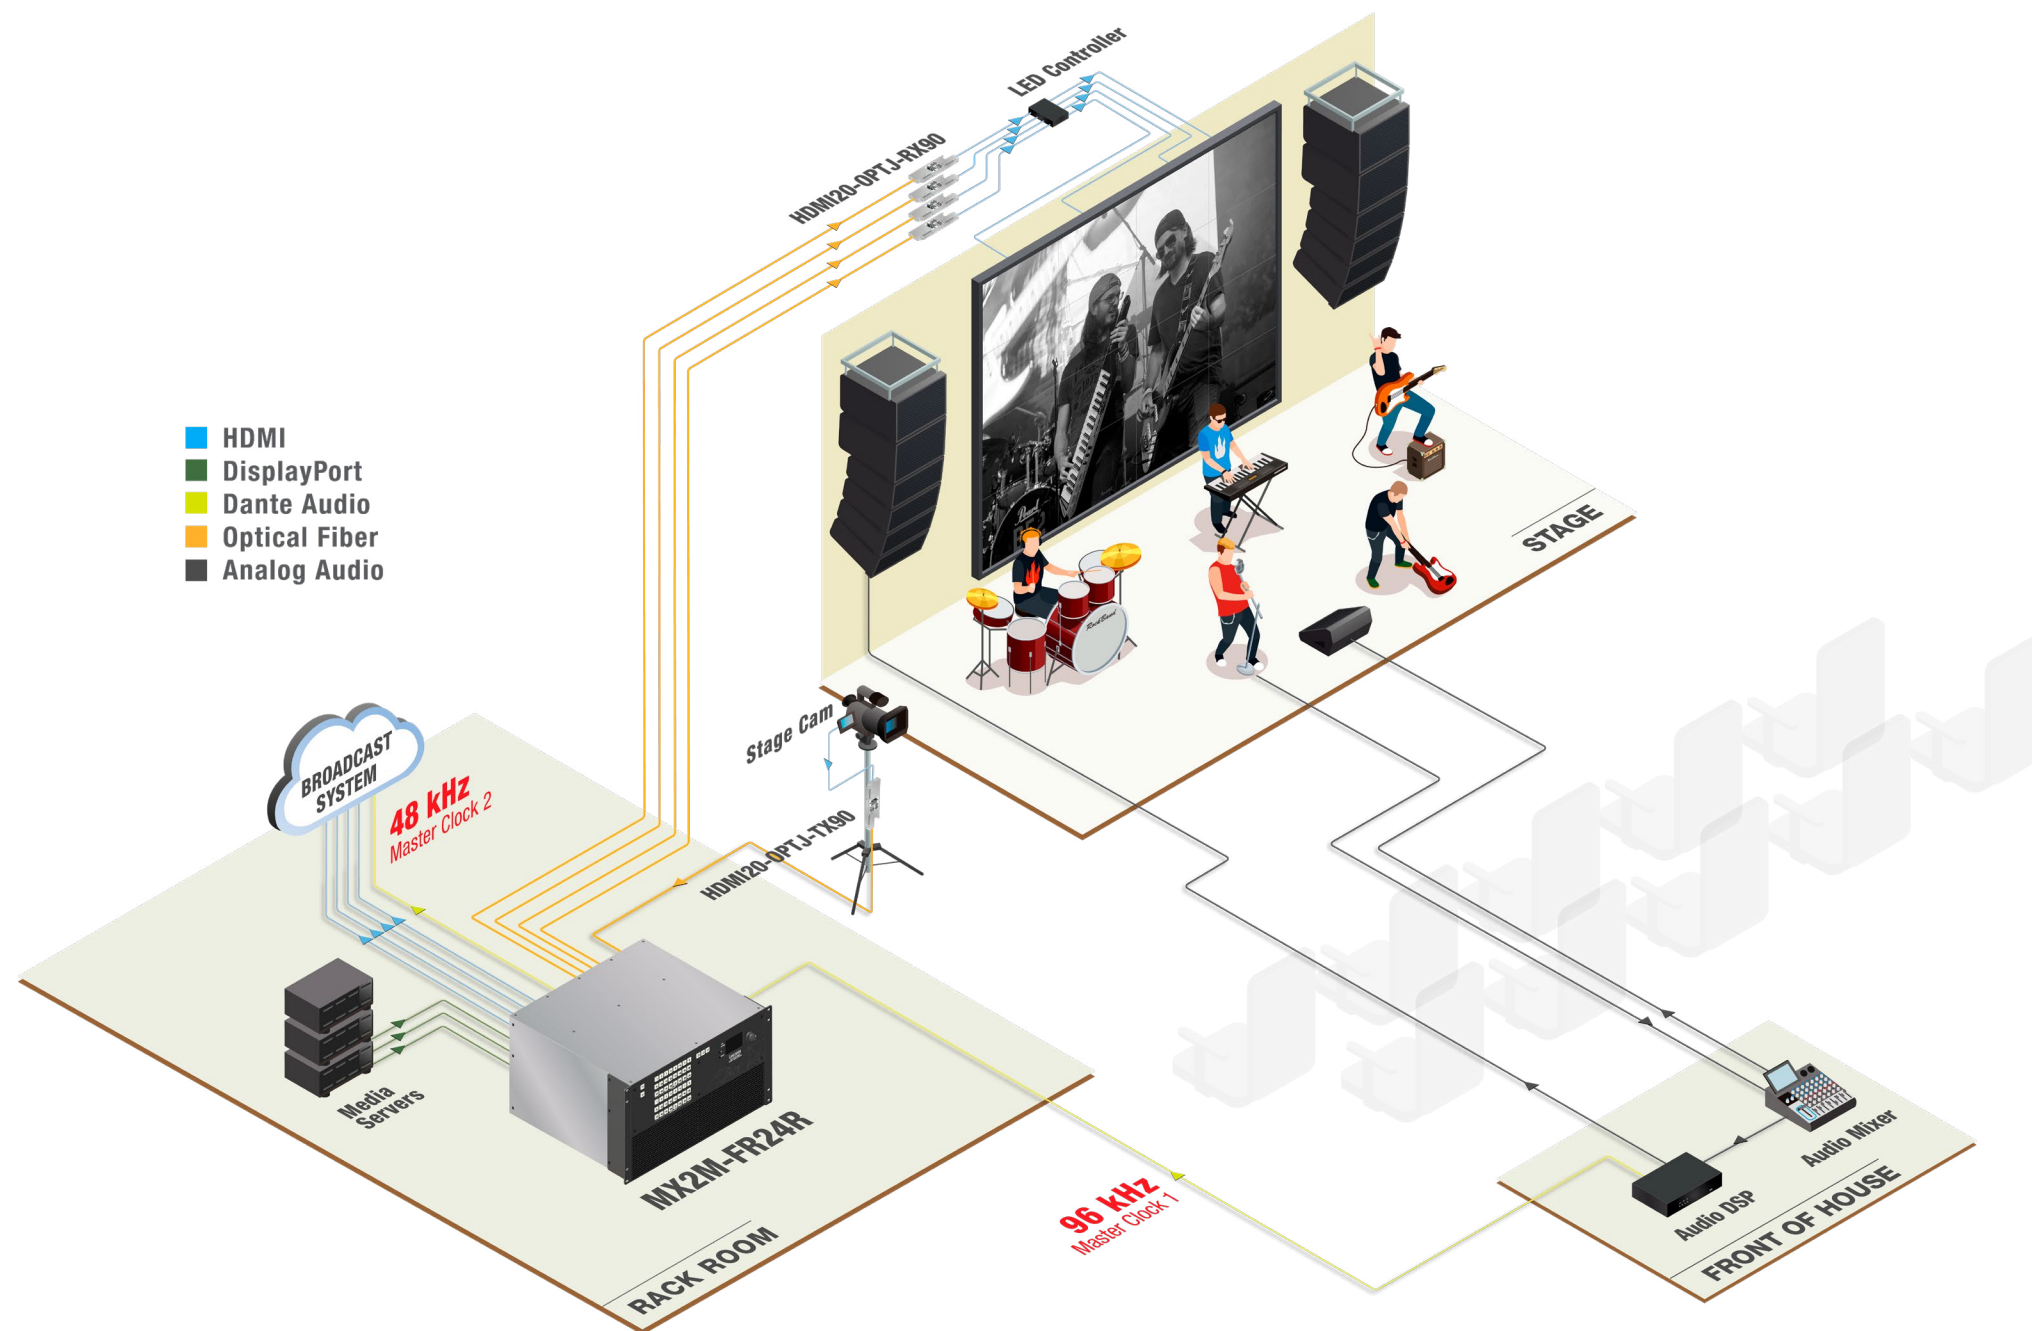 LED Controller
HDMI20-OPTJ-RX90
HDMI
DisplayPort
Dante Audio
Optical Fiber
Analog Audio
Pearl
RockBand
STAGE
Stage Cam
BROADCAST
SYSTEM
48 kHz
Master Clock 2
HDMI20-OPTJ-TX90
Media
Servers
MX2M-FR24R
RACK ROOM
96 kHz
Master Clock 1
Audio Mixer
Audio DSP
FRONT OF HOUSE